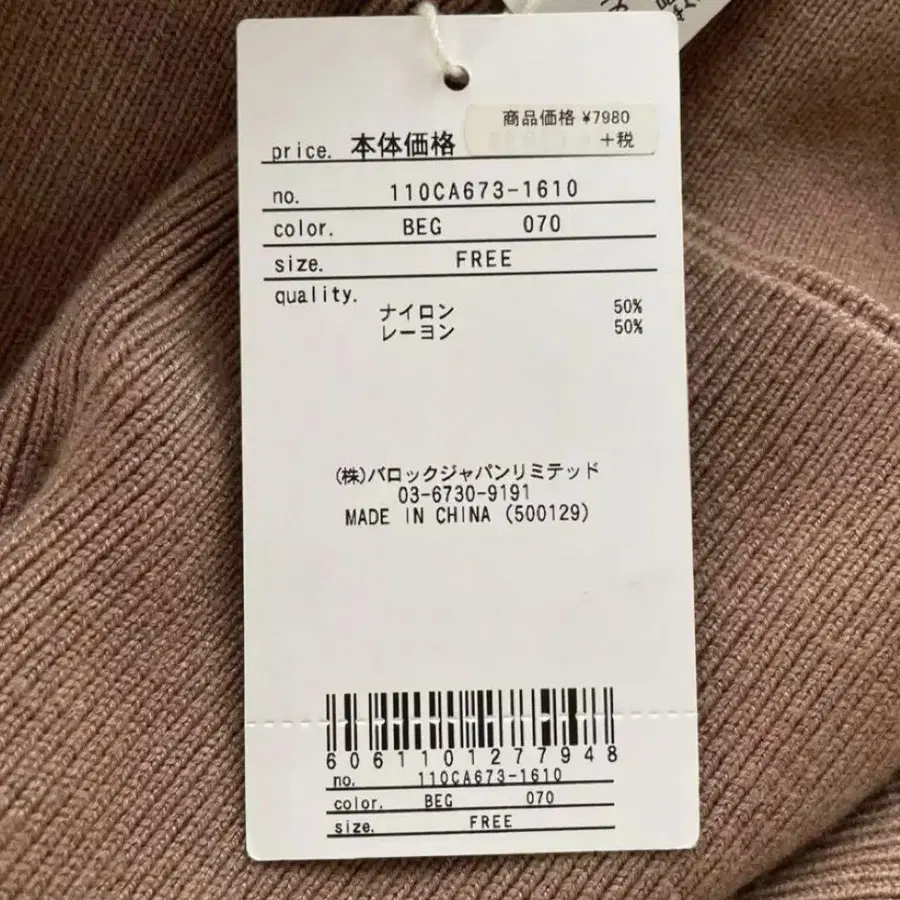 商品価格 ¥7980
+税
price. 本体価格
no. 110CA673-1610
color. BEG 070
size. FREE
quality.
ナイロン 50%
レーヨン 50%
(株)バロックジャパンリミテッド
03-6730-9191
MADE IN CHINA (500129)
6061101277948
no. 110CA673-1610
color. BEG 070
size. FREE